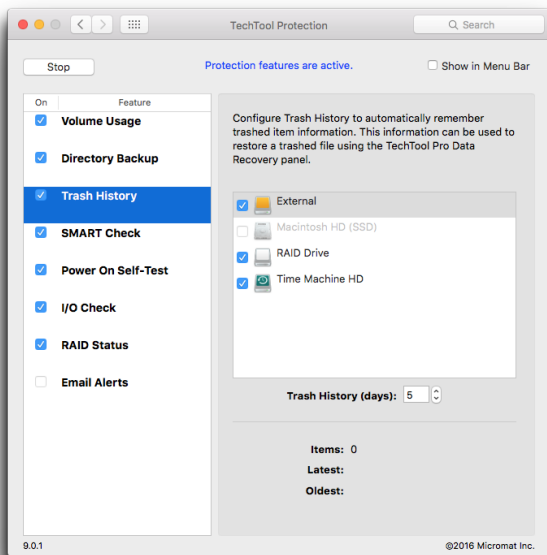 TechTool Protection
Search
Stop
Protection features are active.
Show in Menu Bar
On Feature
Volume Usage
Directory Backup
Trash History
SMART Check
Power On Self-Test
I/O Check
RAID Status
Email Alerts
Configure Trash History to automatically remember
trashed item information. This information can be used to
restore a trashed file using the TechTool Pro Data
Recovery panel.
External
Macintosh HD (SSD)
RAID Drive
Time Machine HD
Trash History (days): 5
Items: 0
Latest:
Oldest:
9.0.1
©2016 Micromat Inc.